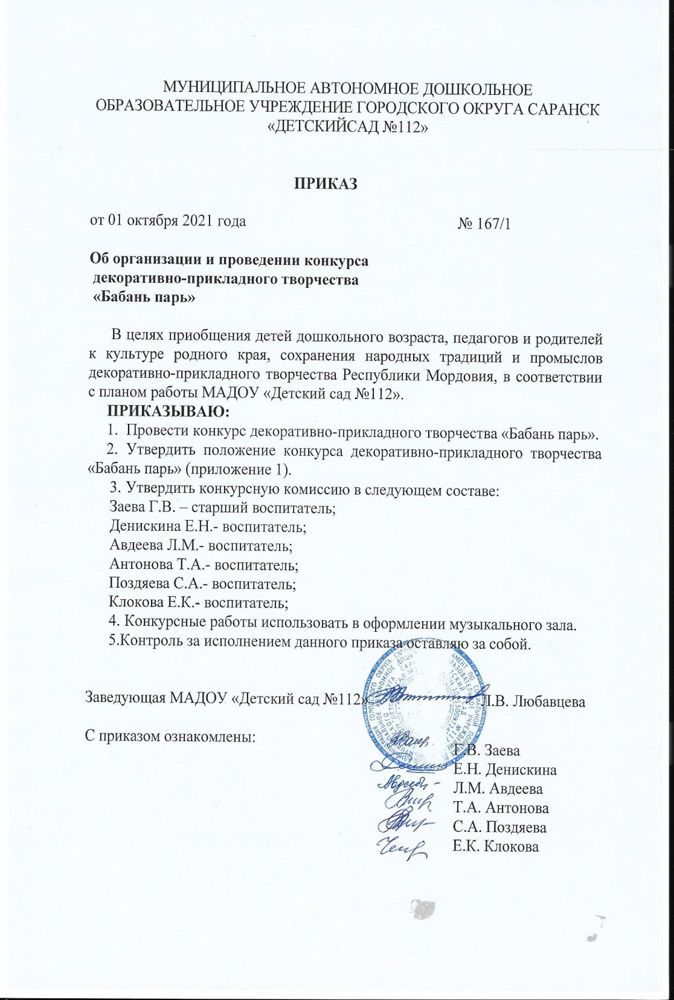 МУНИЦИПАЛЬНОЕ АВТОНОМНОЕ ДОШКОЛЬНОЕ
ОБРАЗОВАТЕЛЬНОЕ УЧРЕЖДЕНИЕ ГОРОДСКОГО ОКРУГА САРАНСК
«ДЕТСКИЙСАД №112»
ПРИКАЗ
от 01 октября 2021 года № 167/1
Об организации и проведении конкурса
декоративно-прикладного творчества
«Бабань парь»
В целях приобщения детей дошкольного возраста, педагогов и родителей
к культуре родного края, сохранения народных традиций и промыслов
декоративно-прикладного творчества Республики Мордовия, в соответствии
с планом работы МАДОУ «Детский сад №112».
ПРИКАЗЫВАЮ:
1. Провести конкурс декоративно-прикладного творчества «Бабань парь».
2. Утвердить положение конкурса декоративно-прикладного творчества
«Бабань парь» (приложение 1).
3. Утвердить конкурсную комиссию в следующем составе:
Заева Г.В. – старший воспитатель;
Денискина Е.Н.- воспитатель;
Авдеева Л.М.- воспитатель;
Антонова Т.А.- воспитатель;
Поздяева С.А.- воспитатель;
Клокова Е.К.- воспитатель;
4. Конкурсные работы использовать в оформлении музыкального зала.
5.Контроль за исполнением данного приказа оставляю за собой.
Заведующая МАДОУ «Детский сад №112» Л.В. Любавцева
С приказом ознакомлены:
Г.В. Заева
Е.Н. Денискина
Л.М. Авдеева
Т.А. Антонова
С.А. Поздяева
Е.К. Клокова